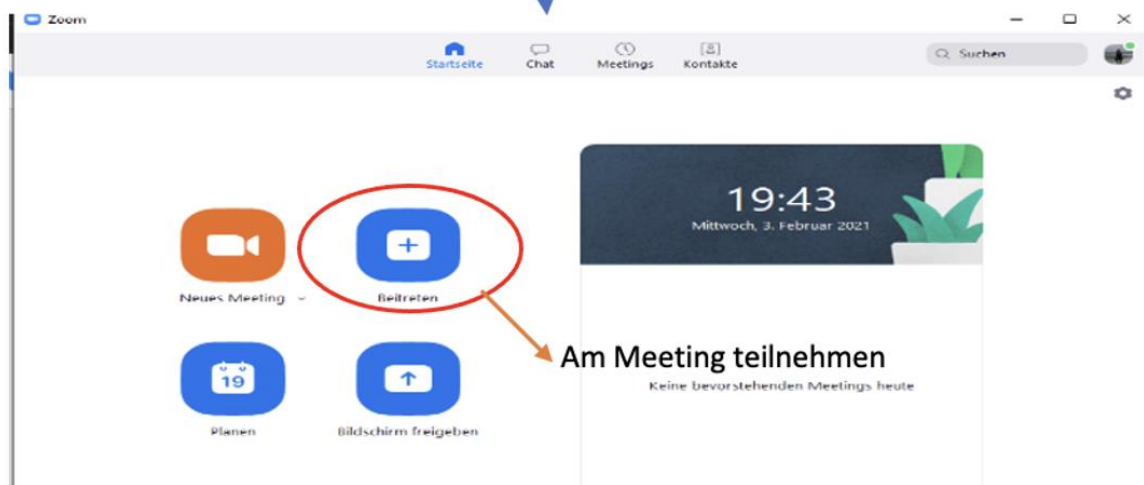 Zoom
Startseite
Chat
Meetings
Kontakte
Suchen
19:43
Mittwoch, 3. Februar 2021
Neues Meeting
Beitreten
Am Meeting teilnehmen
Keine bevorstehenden Meetings heute
19
Planen
Bildschirm freigeben